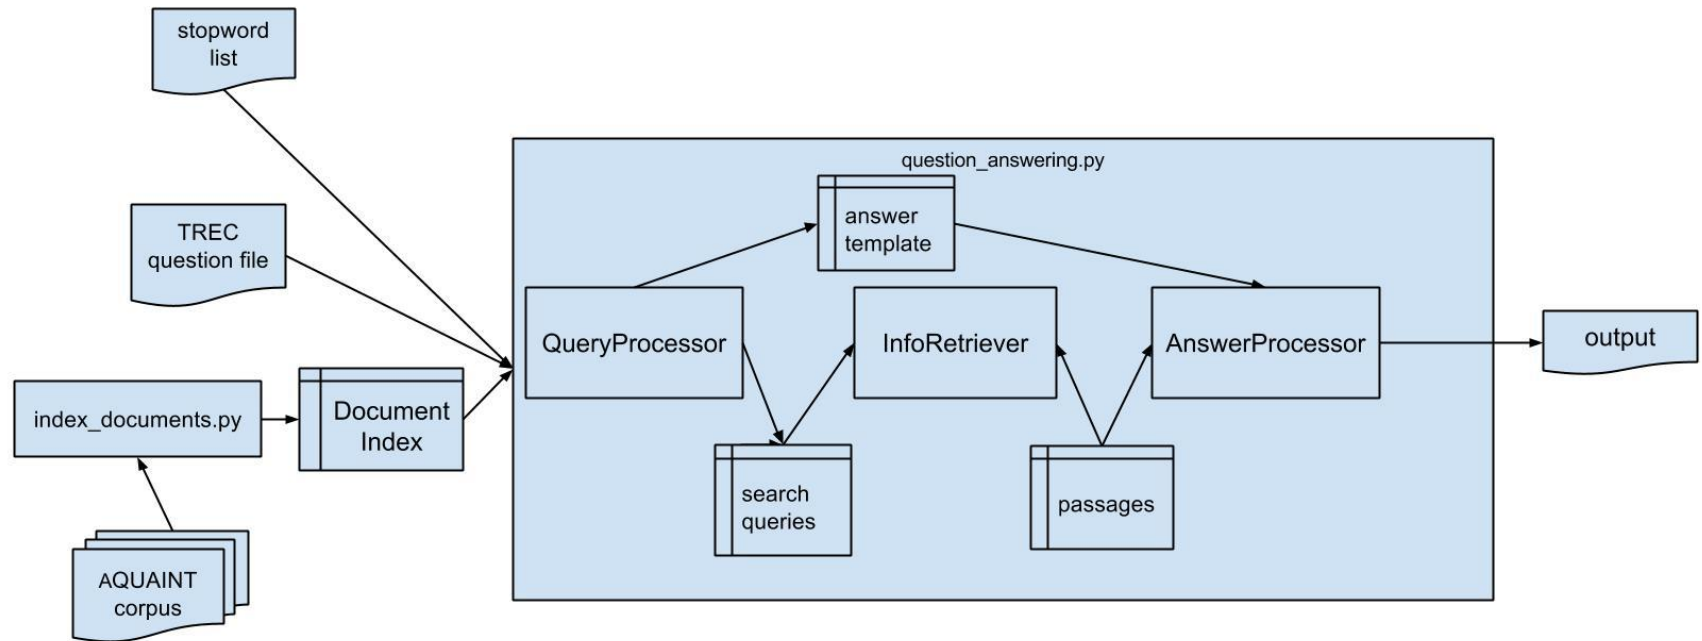 stopword
list
question_answering.py
TREC
question file
answer
template
QueryProcessor
InfoRetriever
AnswerProcessor
output
index_documents.py
Document
Index
search
queries
passages
AQUAINT
corpus